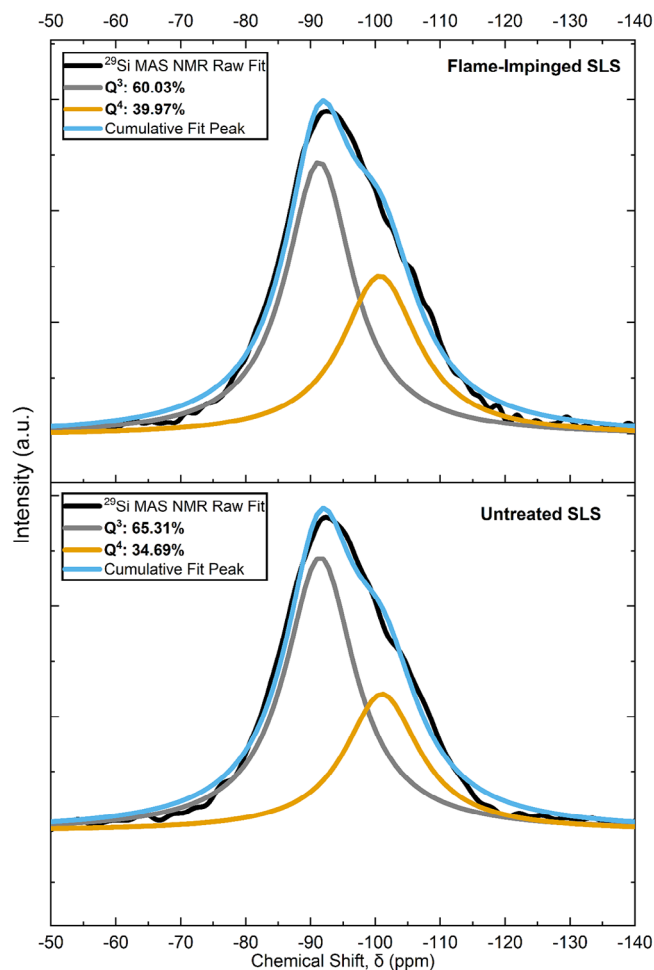 -50 -60 -70 -80 -90 -100 -110 -120 -130 -140
²⁹Si MAS NMR Raw Fit
Q³: 60.03%
Q⁴: 39.97%
Cumulative Fit Peak
Flame-Impinged SLS
Intensity (a.u.)
²⁹Si MAS NMR Raw Fit
Q³: 65.31%
Q⁴: 34.69%
Cumulative Fit Peak
Untreated SLS
-50 -60 -70 -80 -90 -100 -110 -120 -130 -140
Chemical Shift, δ (ppm)